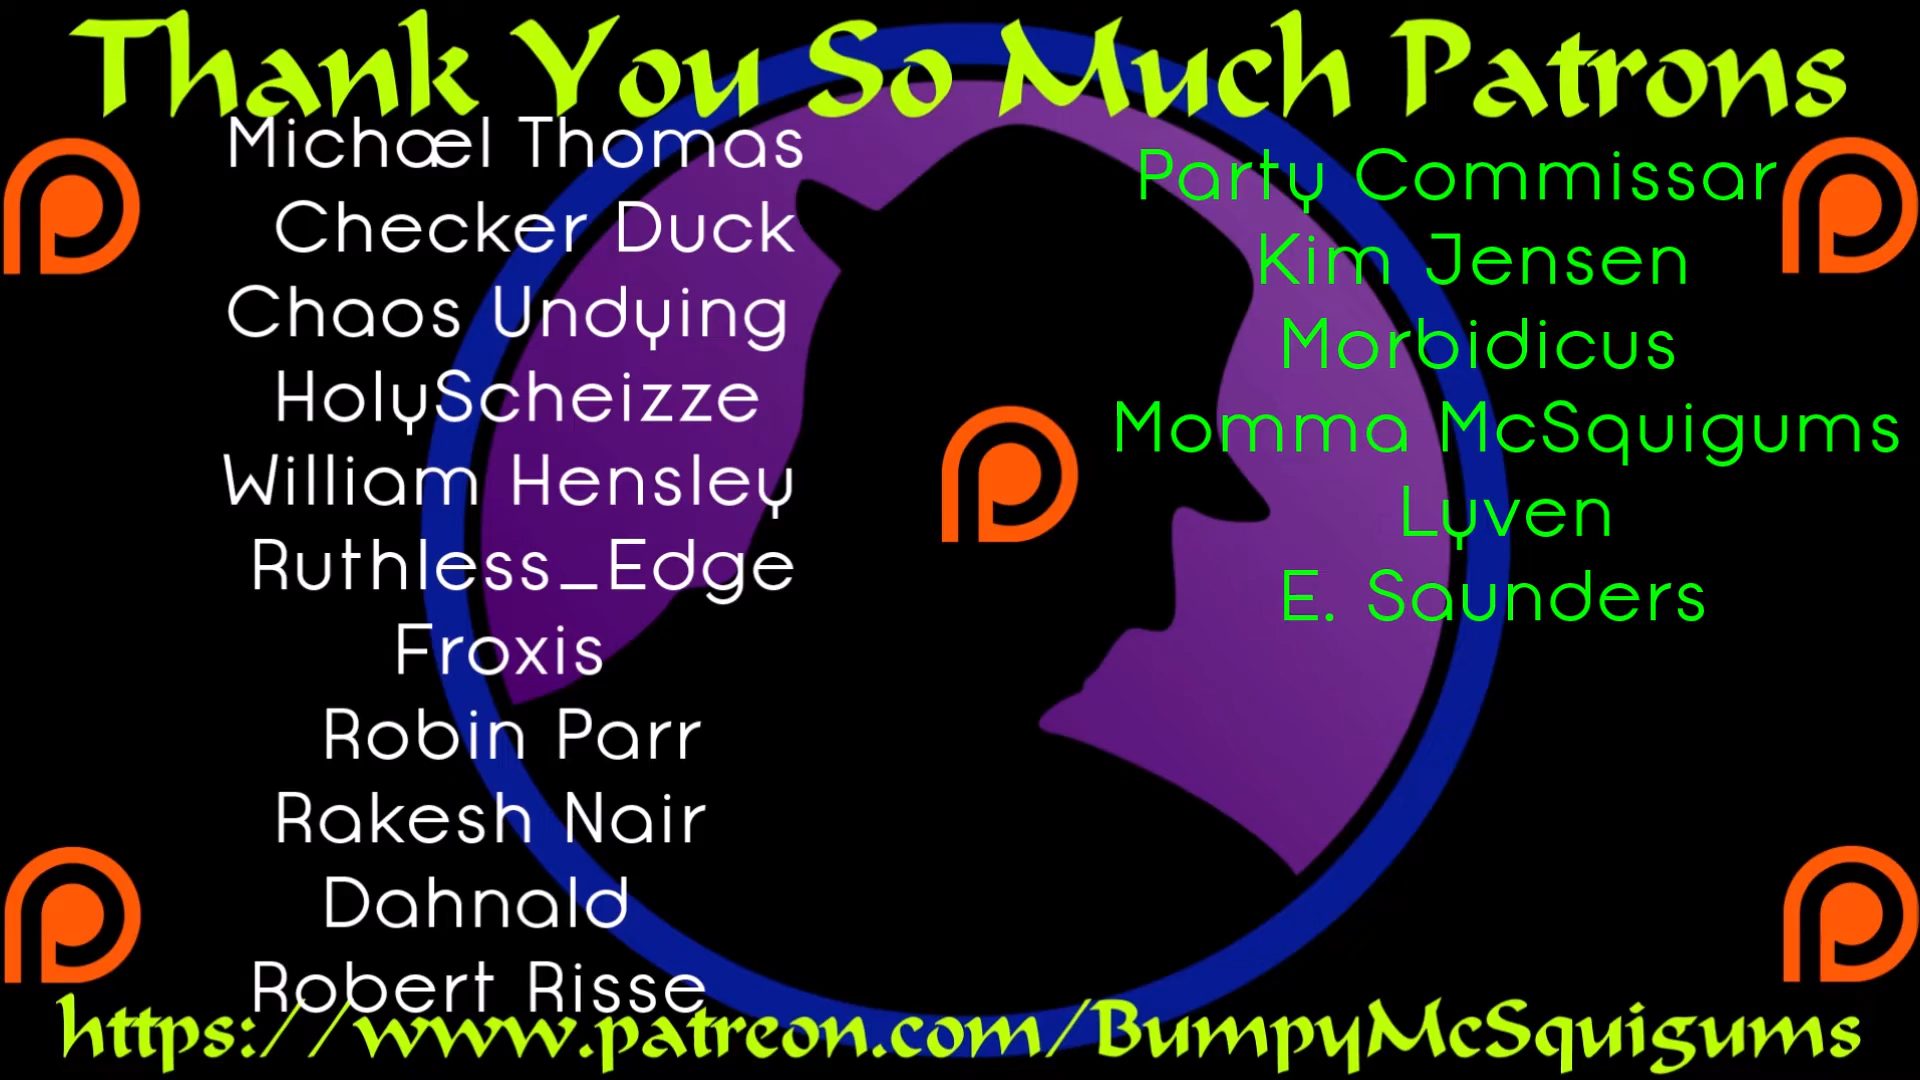 Thank You So Much Patrons
Michæl Thomas
Checker Duck
Chaos Undying
HolyScheizze
William Hensley
Ruthless_Edge
Froxis
Robin Parr
Rakesh Nair
Dahnald
Robert Risse
Party Commissar
Kim Jensen
Morbidicus
Momma McSquigums
Lyven
E. Saunders
https://www.patreon.com/BumpyMcSquigums